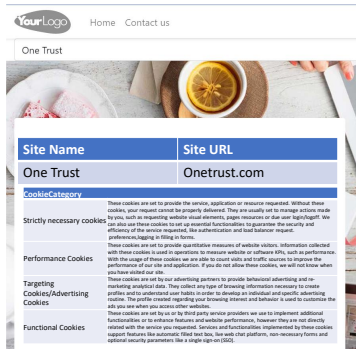 Your Logo Home Contact us
One Trust
Site Name Site URL
One Trust Onetrust.com
CookieCategory
Strictly necessary cookies
These cookies are set to provide the service, application or resource requested. Without these
cookies, your request cannot be properly delivered. They are usually set to manage actions made
by you, such as requesting website visual elements, pages resources or due user login/logoff. We
can also use these cookies to set up essential functionalities to guarantee the security and
efficiency of the service requested, like authentication and load balancer request.
preferences,logging in filling in forms.
Performance Cookies
These cookies are set to provide quantitative measures of website visitors. Information collected
with these cookies is used in operations to measure website or software KPIs, such as performance.
With the usage of these cookies we are able to count visits and traffic sources to improve the
performance of our site and application. If you do not allow these cookies, we will not know when
you have visited our site.
Targeting
Cookies/Advertising
Cookies
These cookies are set by our advertising partners to provide behavioral advertising and re-
marketing analytical data. They collect any type of browsing information necessary to create
profiles and to understand user habits in order to develop an individual and specific advertising
routine. The profile created regarding your browsing interest and behavior is used to customize the
ads you see when you access other websites.
Functional Cookies
These cookies are set by us or by third party service providers we use to implement additional
functionalities or to enhance features and website performance, however they are not directly
related with the service you requested. Services and functionalities implemented by these cookies
support features like automatic filled text box, live web chat platform, non-necessary forms and
optional security parameters like a single sign-on (SSO).